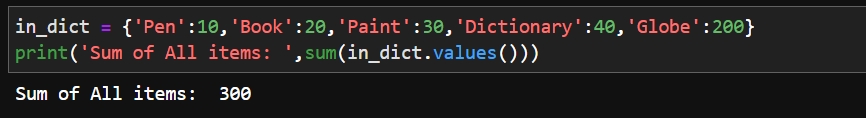 in_dict = {'Pen':10,'Book':20,'Paint':30,'Dictionary':40,'Globe':200}
print('Sum of All items: ',sum(in_dict.values()))
Sum of All items:  300